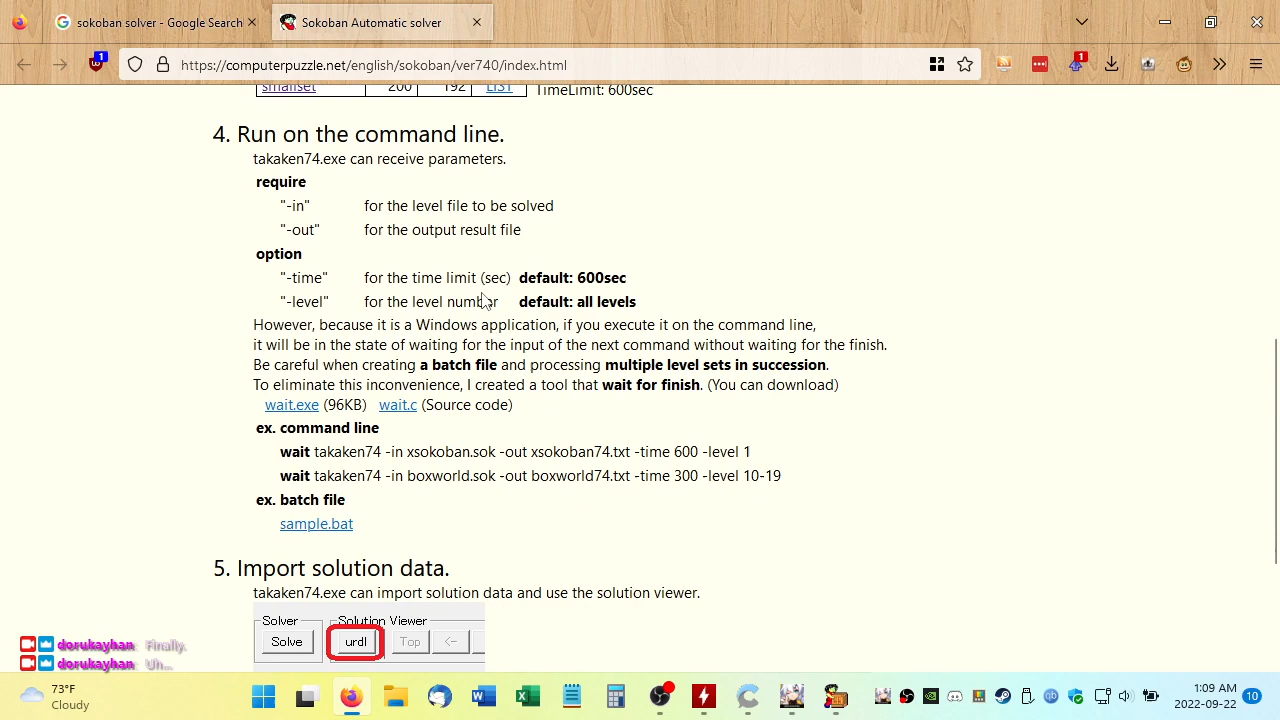 sokoban solver - Google Search
Sokoban Automatic solver
1
https://computerpuzzle.net/english/sokoban/ver740/index.html
1
smallset 200 192 LIST TimeLimit: 600sec
4. Run on the command line.
takaken74.exe can receive parameters.
require
"-in" for the level file to be solved
"-out" for the output result file
option
"-time" for the time limit (sec) default: 600sec
"-level" for the level number default: all levels
However, because it is a Windows application, if you execute it on the command line,
it will be in the state of waiting for the input of the next command without waiting for the finish.
Be careful when creating a batch file and processing multiple level sets in succession.
To eliminate this inconvenience, I created a tool that wait for finish. (You can download)
wait.exe (96KB) wait.c (Source code)
ex. command line
wait takaken74 -in xsokoban.sok -out xsokoban74.txt -time 600 -level 1
wait takaken74 -in boxworld.sok -out boxworld74.txt -time 300 -level 10-19
ex. batch file
sample.bat
5. Import solution data.
takaken74.exe can import solution data and use the solution viewer.
Solver Solution Viewer
Solve urdl Top <-
dorukayhan: Finally.
dorukayhan: Uh...
73°F
Cloudy
1:09 AM
2022-09-22
10